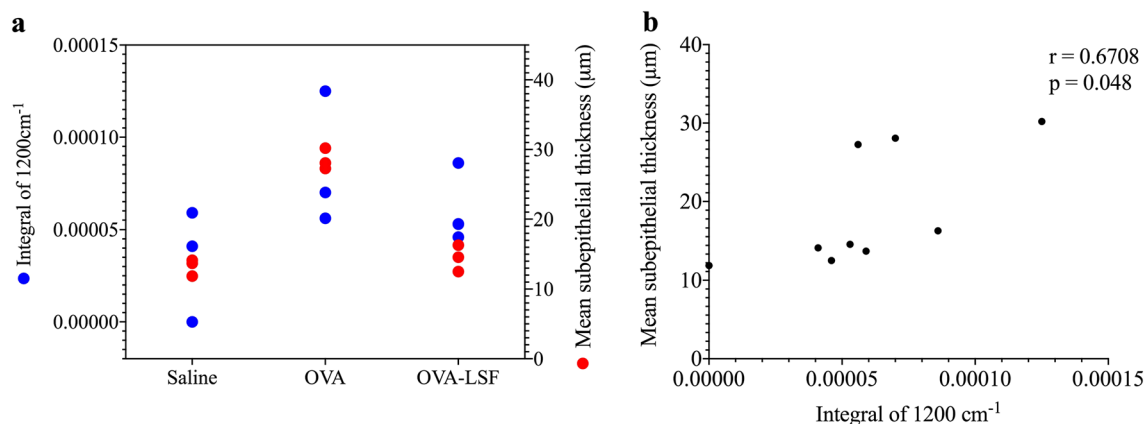 a
Integral of 1200cm⁻¹
0.00015
0.00010
0.00005
0.00000
Saline
OVA
OVA-LSF
40
30
20
10
0
Mean subepithelial thickness (μm)
b
Mean subepithelial thickness (μm)
40
30
20
10
0
r = 0.6708
p = 0.048
0.00000
0.00005
0.00010
0.00015
Integral of 1200 cm⁻¹